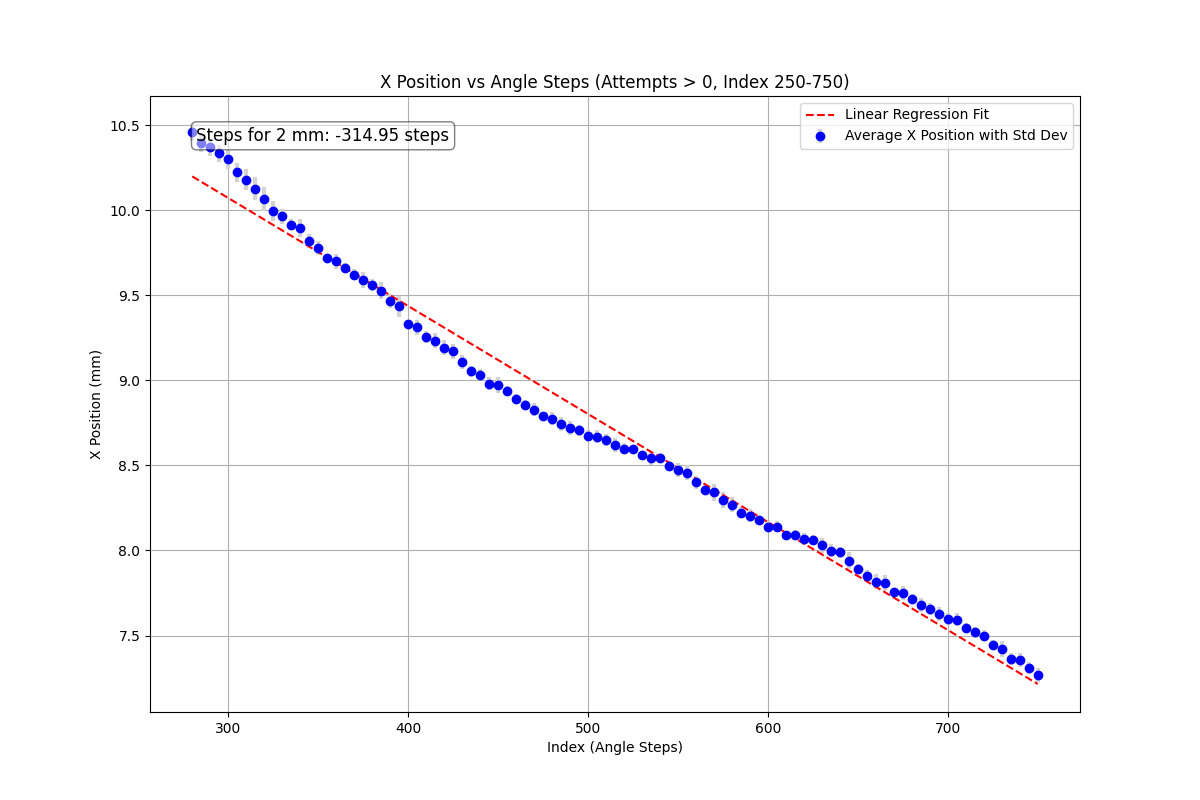 X Position vs Angle Steps (Attempts > 0, Index 250-750)
Steps for 2 mm: -314.95 steps
Linear Regression Fit
Average X Position with Std Dev
X Position (mm)
10.5
10.0
9.5
9.0
8.5
8.0
7.5
300 400 500 600 700
Index (Angle Steps)